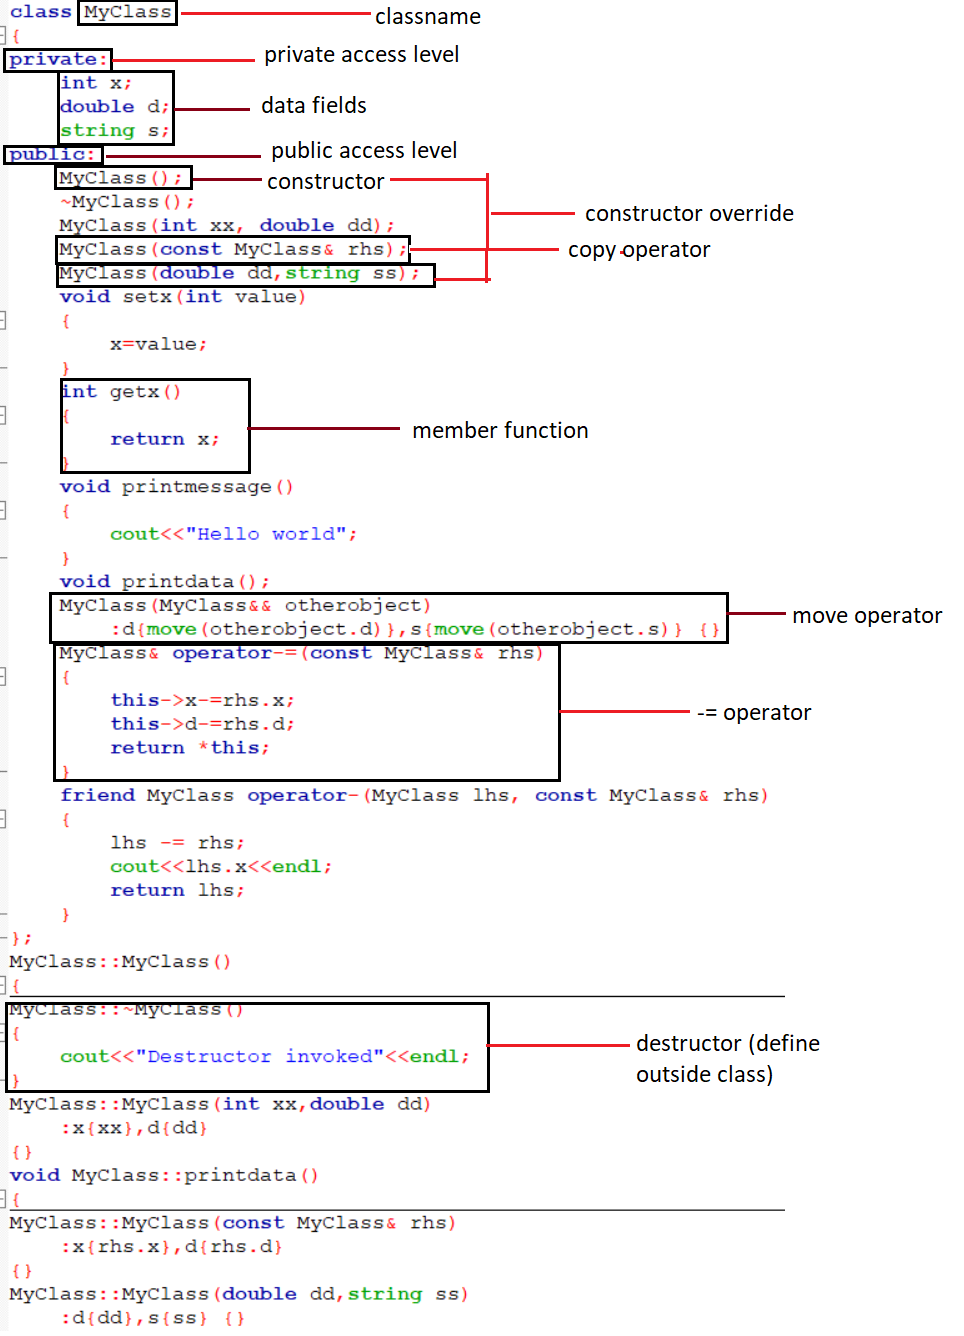 class MyClass classname
{
private: private access level
int x;
double d; data fields
string s;
public: public access level
MyClass(); constructor
~MyClass();
MyClass(int xx, double dd); constructor override
MyClass(const MyClass& rhs); copy operator
MyClass(double dd,string ss);
void setx(int value)
{
x=value;
}
int getx()
{
return x; member function
}
void printmessage()
{
cout<<"Hello world";
}
void printdata();
MyClass(MyClass&& otherobject) move operator
:d{move(otherobject.d)},s{move(otherobject.s)} {}
MyClass& operator-=(const MyClass& rhs)
{
this->x-=rhs.x;
this->d-=rhs.d; -= operator
return *this;
}
friend MyClass operator-(MyClass lhs, const MyClass& rhs)
{
lhs -= rhs;
cout<<lhs.x<<endl;
return lhs;
}
};
MyClass::MyClass()
{
MyClass::~MyClass()
{
cout<<"Destructor invoked"<<endl; destructor (define
} outside class)
MyClass::MyClass(int xx,double dd)
:x{xx},d{dd}
{}
void MyClass::printdata()
{
MyClass::MyClass(const MyClass& rhs)
:x{rhs.x},d{rhs.d}
{}
MyClass::MyClass(double dd,string ss)
:d{dd},s{ss} {}